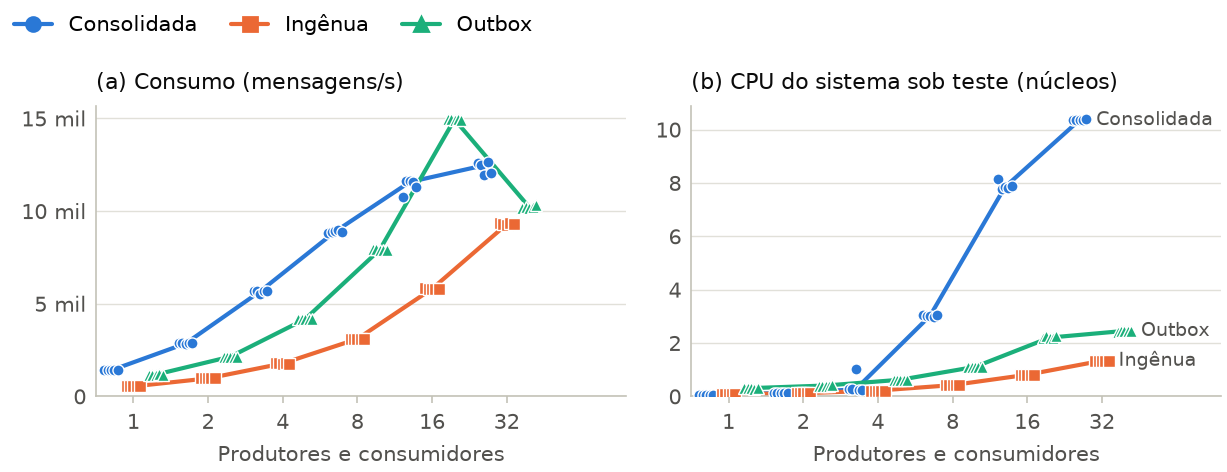 Consolidada
Ingênua
Outbox
(a) Consumo (mensagens/s)
15 mil
10 mil
5 mil
0
1
2
4
8
16
32
Produtores e consumidores
(b) CPU do sistema sob teste (núcleos)
10
8
6
4
2
0
Consolidada
Outbox
Ingênua
1
2
4
8
16
32
Produtores e consumidores